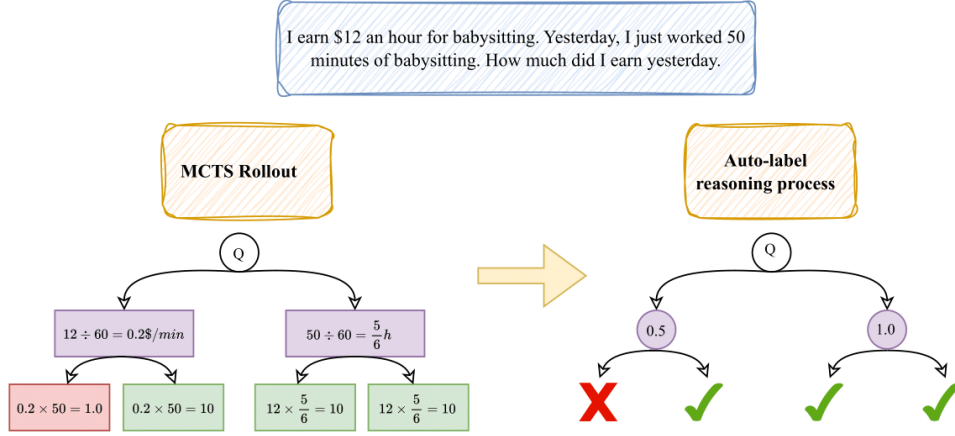 I earn $12 an hour for babysitting. Yesterday, I just worked 50
minutes of babysitting. How much did I earn yesterday.
MCTS Rollout
Auto-label
reasoning process
Q
Q
12 ÷ 60 = 0.2$/min
50 ÷ 60 = 5/6 h
0.5
1.0
0.2 × 50 = 1.0
0.2 × 50 = 10
12 × 5/6 = 10
12 × 5/6 = 10